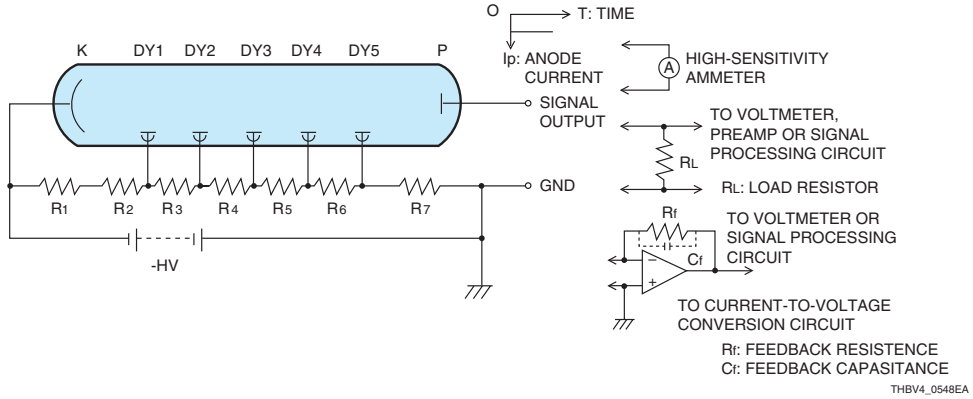 O
T: TIME
Ip: ANODE
CURRENT
K
DY1
DY2
DY3
DY4
DY5
P
SIGNAL
OUTPUT
A
HIGH-SENSITIVITY
AMMETER
TO VOLTMETER,
PREAMP OR SIGNAL
PROCESSING CIRCUIT
RL
RL: LOAD RESISTOR
GND
R1
R2
R3
R4
R5
R6
R7
-HV
Rf
Cf
TO VOLTMETER OR
SIGNAL PROCESSING
CIRCUIT
−
+
TO CURRENT-TO-VOLTAGE
CONVERSION CIRCUIT
Rf: FEEDBACK RESISTENCE
Cf: FEEDBACK CAPASITANCE
THBV4_0548EA